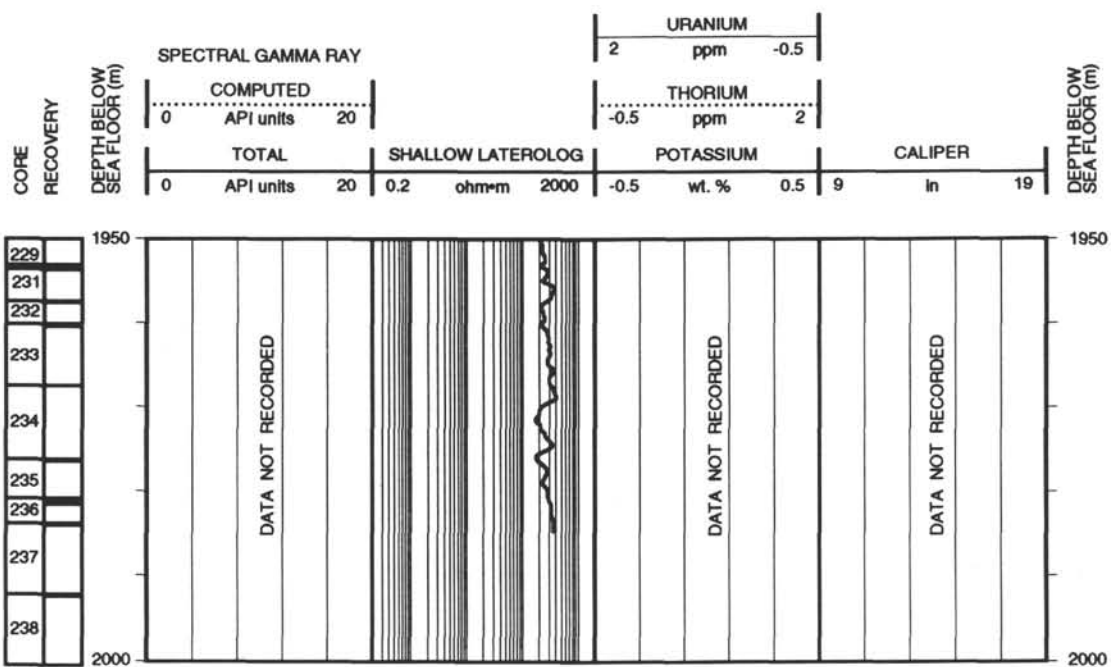 URANIUM
2 ppm -0.5
SPECTRAL GAMMA RAY
COMPUTED
0 API units 20
THORIUM
-0.5 ppm 2
CORE
RECOVERY
DEPTH BELOW
SEA FLOOR (m)
TOTAL
0 API units 20
SHALLOW LATEROLOG
0.2 ohm•m 2000
POTASSIUM
-0.5 wt. % 0.5
CALIPER
9 in 19
DEPTH BELOW
SEA FLOOR (m)
1950
1950
229
231
232
233
234
235
236
237
238
DATA NOT RECORDED
DATA NOT RECORDED
DATA NOT RECORDED
2000
2000